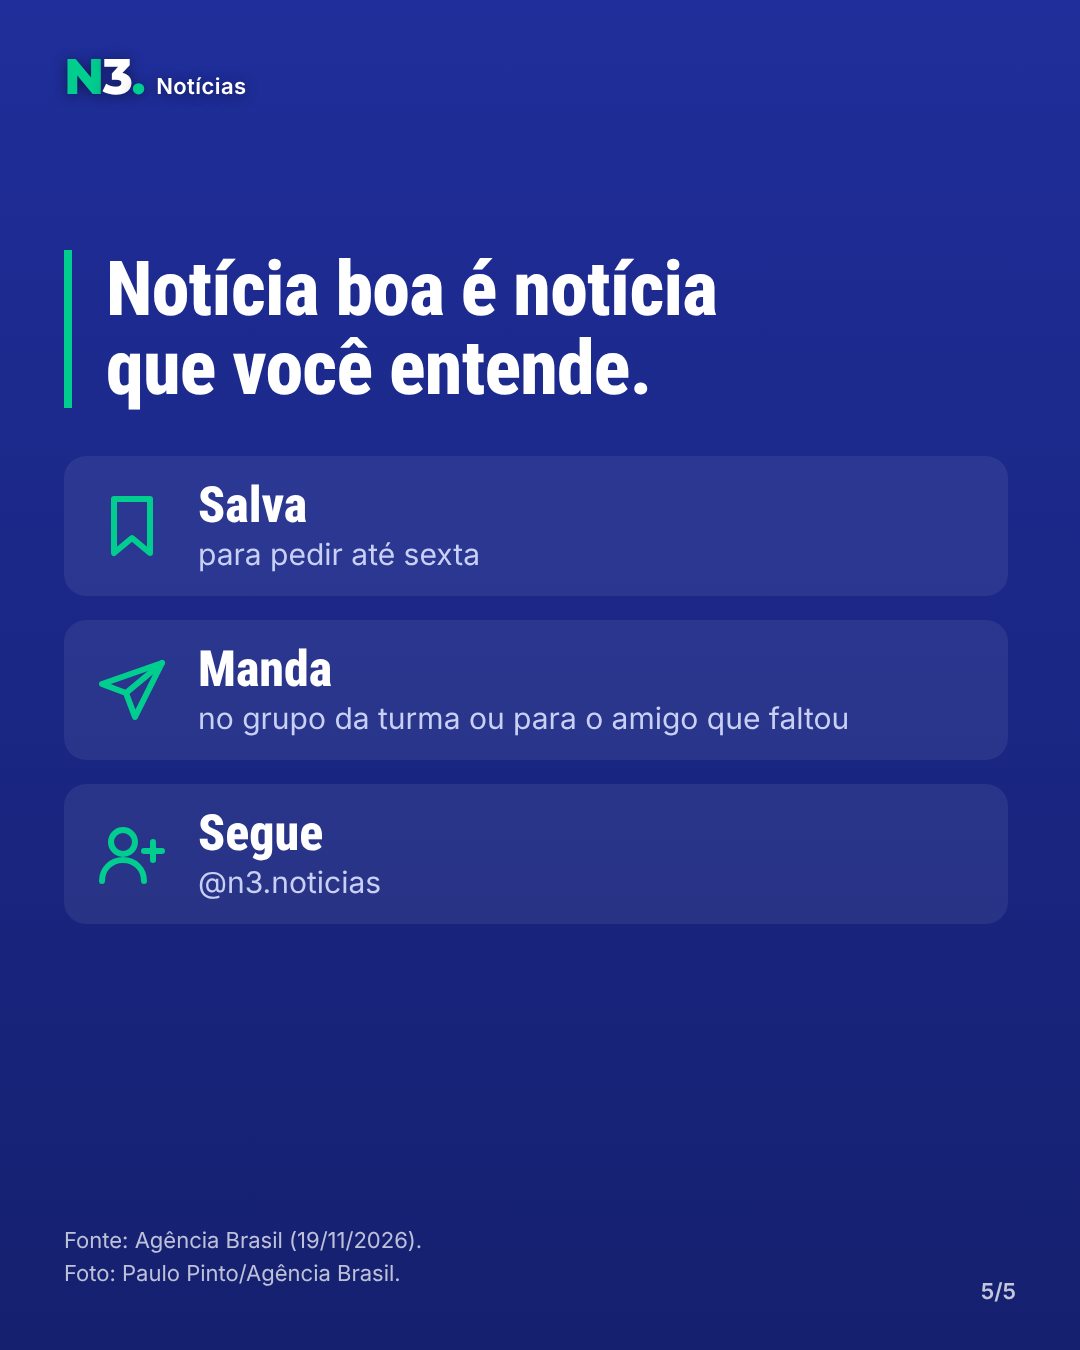 N3. Notícias
Notícia boa é notícia
que você entende.
Salva
para pedir até sexta
Manda
no grupo da turma ou para o amigo que faltou
Segue
@n3.noticias
Fonte: Agência Brasil (19/11/2026).
Foto: Paulo Pinto/Agência Brasil.
5/5